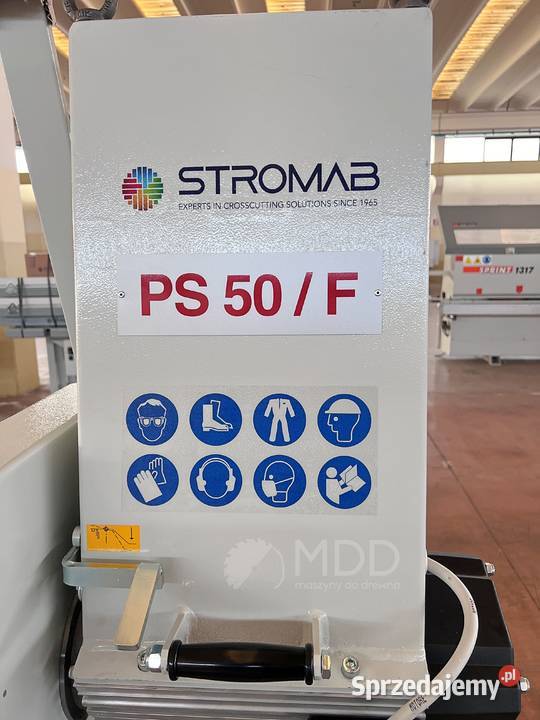 STROMAB
EXPERTS IN CROSSCUTTING SOLUTIONS SINCE 1965
PS 50 / F
SPRINT 1317
MDD
maszyny do drewna
Sprzedajemy.pl